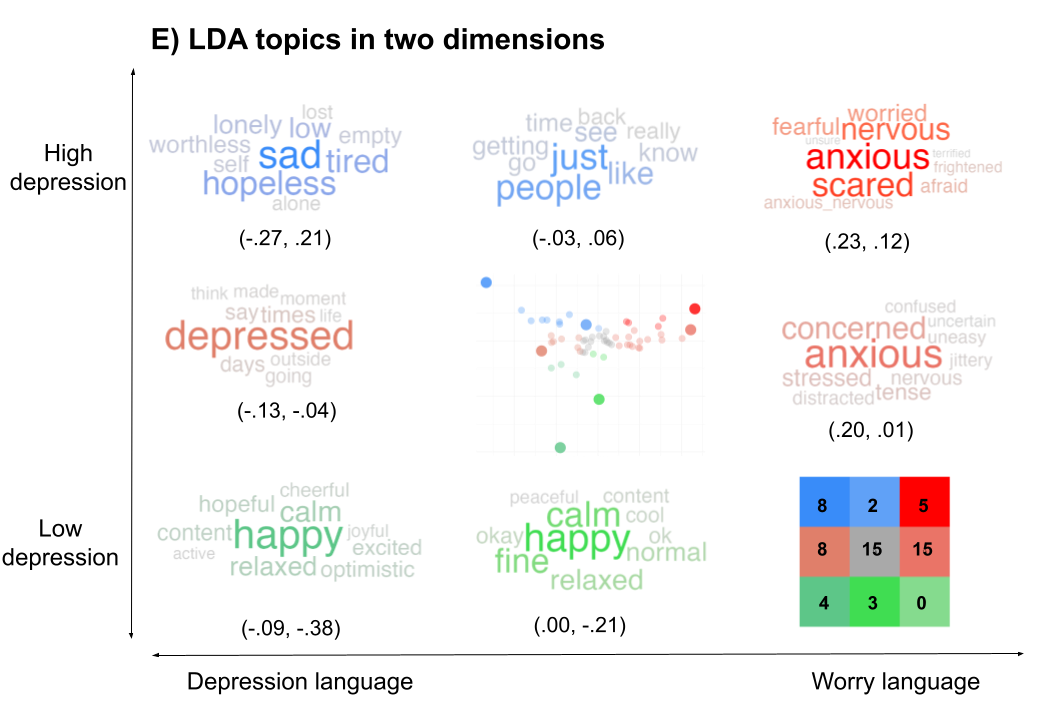 E) LDA topics in two dimensions
High
depression
lost
lonely low empty
worthless
self sad tired
hopeless
alone
(-.27, .21)
time back
see really
getting
go just know
like
people
(-.03, .06)
worried
fearful nervous
unsure
anxious terrified
frightened
scared afraid
anxious_nervous
(.23, .12)
think made moment
say times life
depressed
days outside
going
(-.13, -.04)
confused
concerned uncertain
uneasy
anxious jittery
stressed nervous
distracted tense
(.20, .01)
Low
depression
cheerful
hopeful calm
content happy joyful
active excited
relaxed optimistic
(-.09, -.38)
peaceful content
calm cool
okay happy ok
fine normal
relaxed
(.00, -.21)
8 2 5
8 15 15
4 3 0
Depression language Worry language